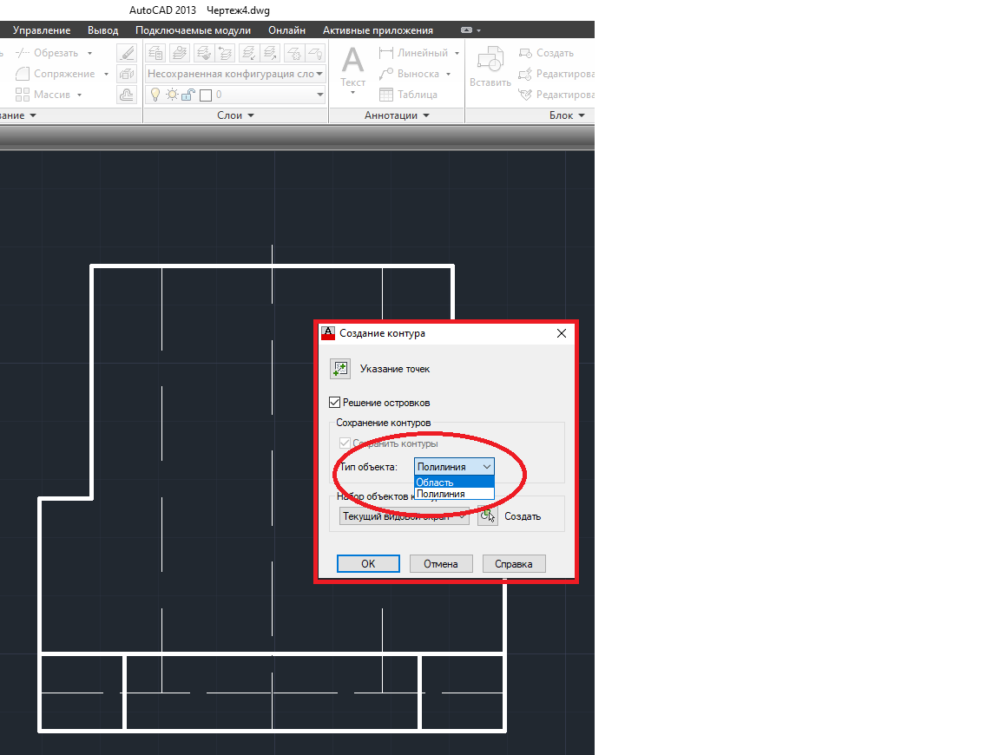 AutoCAD 2013 Чертеж4.dwg
Управление Вывод Подключаемые модули Онлайн Активные приложения
Обрезать
Сопряжение
Массив
Несохраненная конфигурация сло
0
Текст
Линейный
Выноска
Таблица
Вставить
Создать
Редактирова
Редактирова
ание Слои Аннотации Блок
Создание контура
Указание точек
Решение островков
Сохранение контуров
Сохранить контуры
Тип объекта: Полилиния
Область
Полилиния
Набор объектов к
Текущий видовой экран Создать
OK Отмена Справка